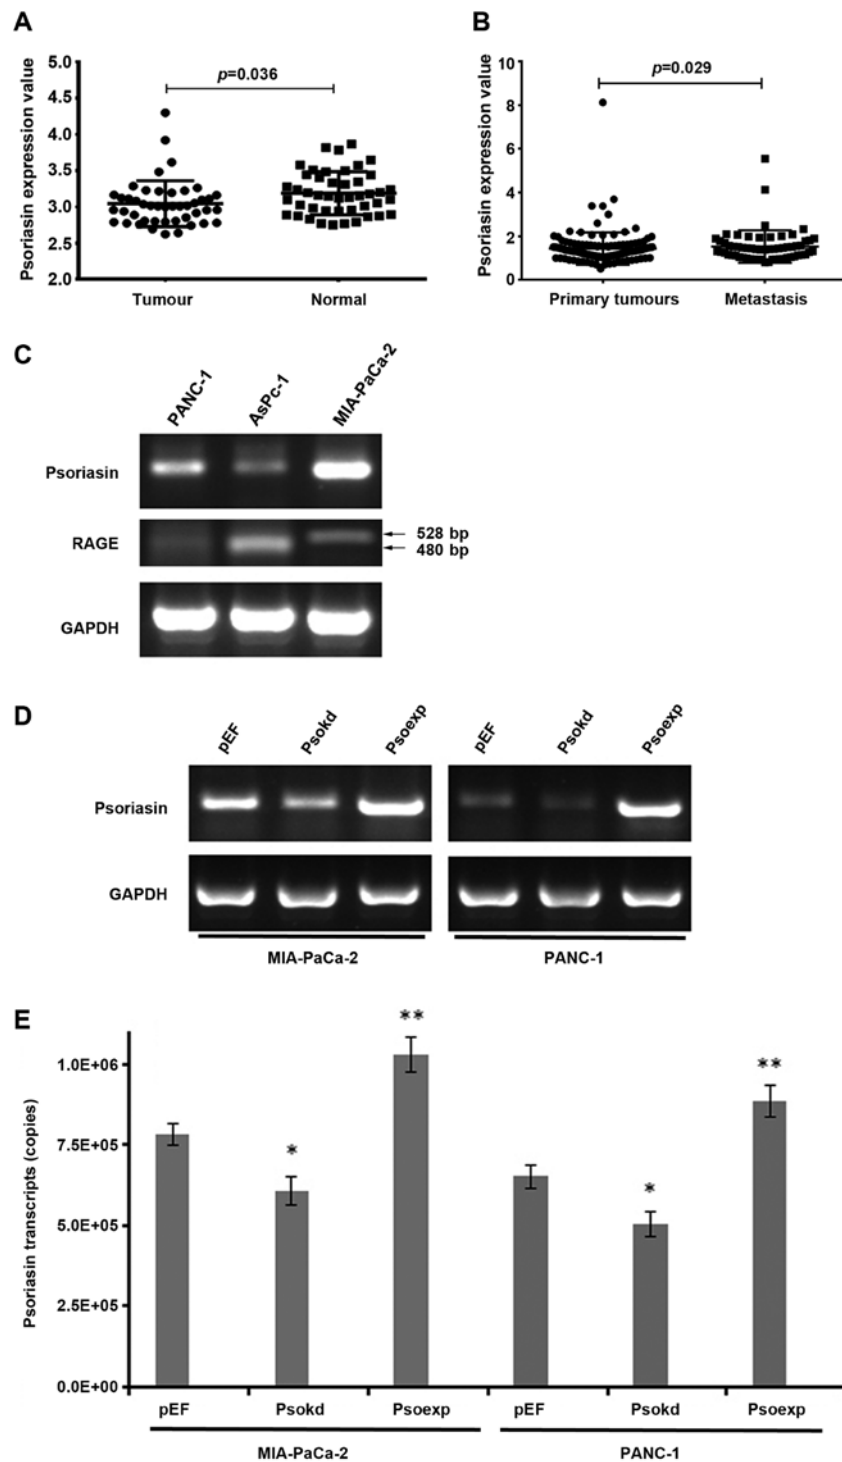 A
Psoriasin expression value
5.0
4.5
4.0
3.5
3.0
2.5
2.0
p=0.036
Tumour
Normal
B
Psoriasin expression value
10
8
6
4
2
0
p=0.029
Primary tumours
Metastasis
C
PANC-1
AsPc-1
MIA-PaCa-2
Psoriasin
RAGE
528 bp
480 bp
GAPDH
D
pEF
Psokd
Psoexp
pEF
Psokd
Psoexp
Psoriasin
GAPDH
MIA-PaCa-2
PANC-1
E
Psoriasin transcripts (copies)
1.0E+06
7.5E+05
5.0E+05
2.5E+05
0.0E+00
*
**
*
**
pEF
Psokd
Psoexp
pEF
Psokd
Psoexp
MIA-PaCa-2
PANC-1